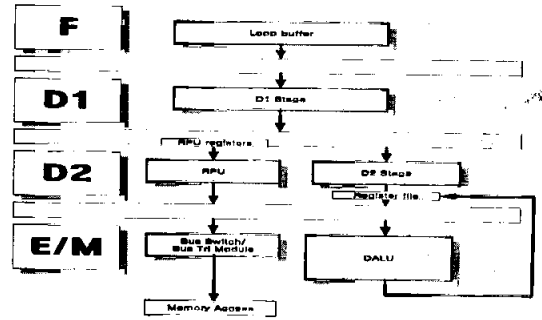 F
Loop buffer
D1
D1 Stage
RPU registers
D2
RPU
D2 Stage
Register file
E/M
Bus Switch/
Bus Trf Module
DALU
Memory Access